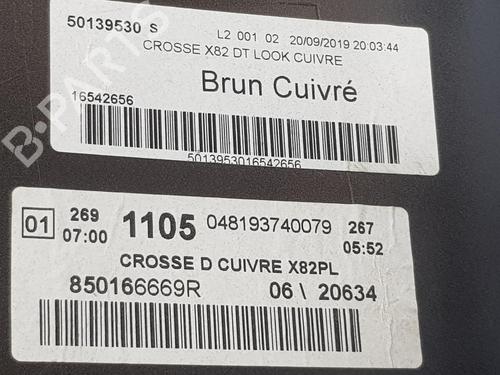 50139530 S L2 001 02 20/09/2019 20:03:44
CROSSE X82 DT LOOK CUIVRE
Brun Cuivré
16542656
5013953016542656
01 269 07:00 1105 048193740079 267 05:52
CROSSE D CUIVRE X82PL
850166669R 06 \ 20634
B-PARTS